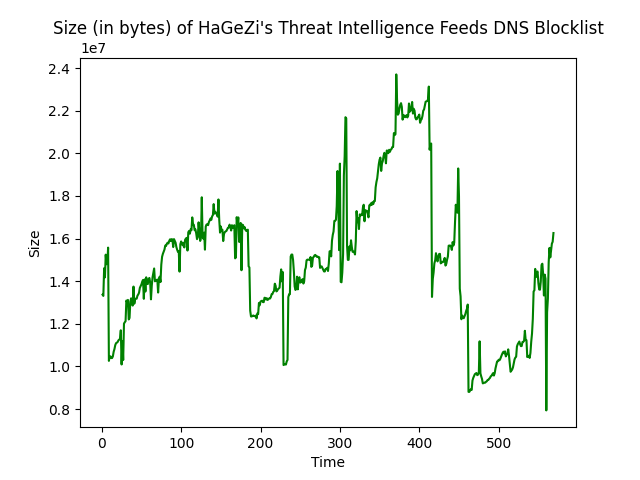 Size (in bytes) of HaGeZi's Threat Intelligence Feeds DNS Blocklist
1e7
2.4
2.2
2.0
1.8
1.6
1.4
1.2
1.0
0.8
Size
0 100 200 300 400 500
Time